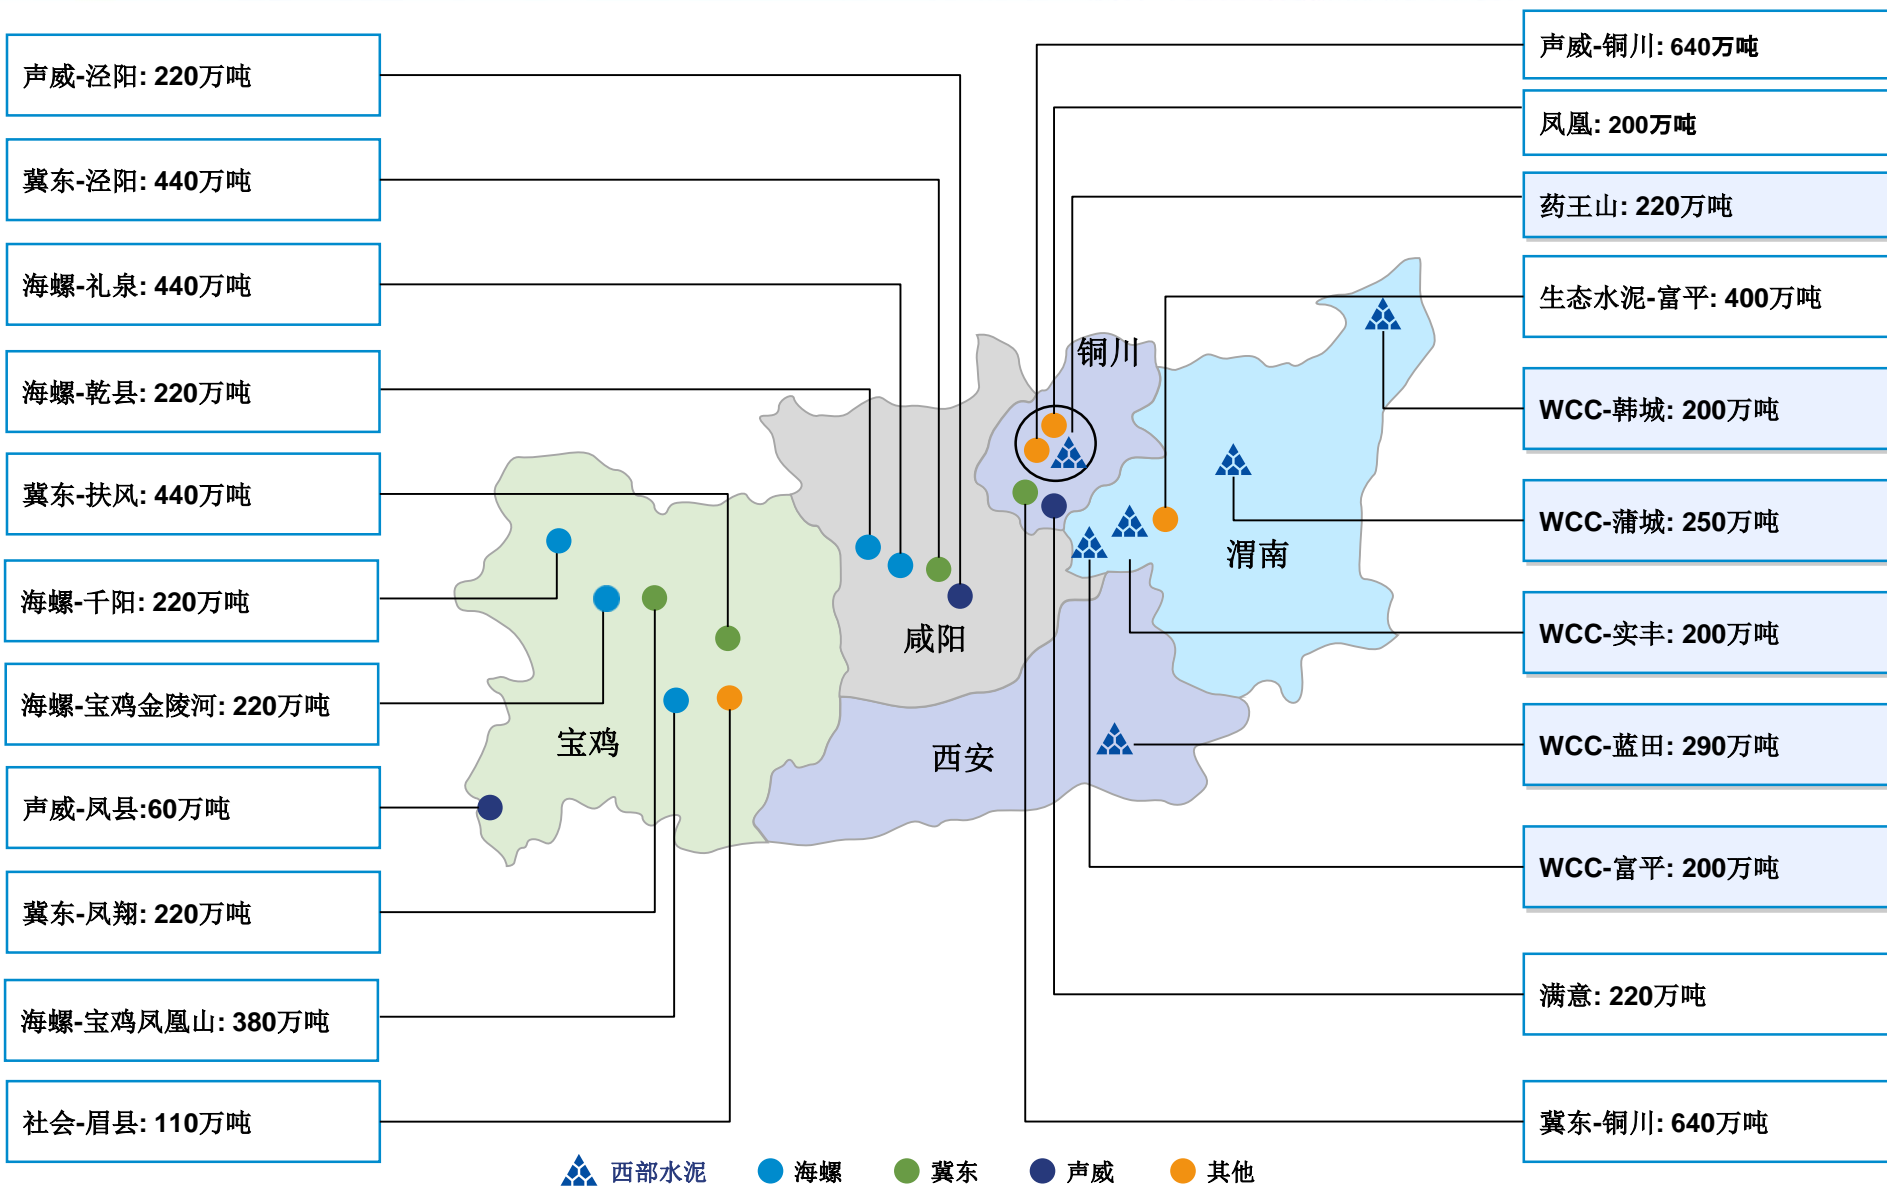 声威-泾阳: 220万吨
冀东-泾阳: 440万吨
海螺-礼泉: 440万吨
海螺-乾县: 220万吨
冀东-扶风: 440万吨
海螺-千阳: 220万吨
海螺-宝鸡金陵河: 220万吨
声威-凤县:60万吨
冀东-凤翔: 220万吨
海螺-宝鸡凤凰山: 380万吨
社会-眉县: 110万吨
铜川
渭南
咸阳
宝鸡
西安
声威-铜川: 640万吨
凤凰: 200万吨
药王山: 220万吨
生态水泥-富平: 400万吨
WCC-韩城: 200万吨
WCC-蒲城: 250万吨
WCC-实丰: 200万吨
WCC-蓝田: 290万吨
WCC-富平: 200万吨
满意: 220万吨
冀东-铜川: 640万吨
西部水泥 海螺 冀东 声威 其他